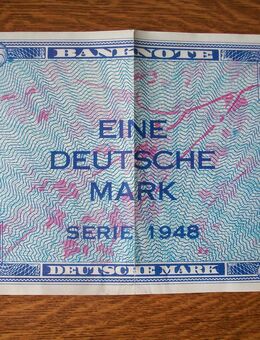 BANKNOTE
EINE
DEUTSCHE
MARK
SERIE 1948
DEUTSCHE MARK